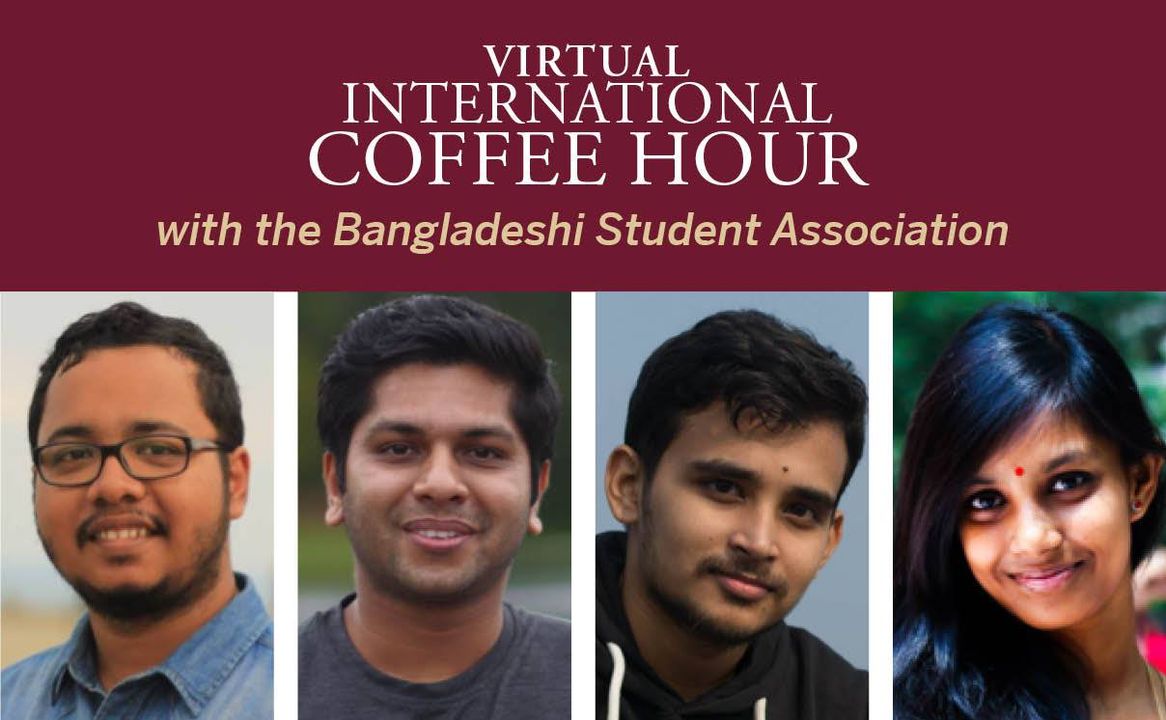 VIRTUAL
INTERNATIONAL
COFFEE HOUR
with the Bangladeshi Student Association